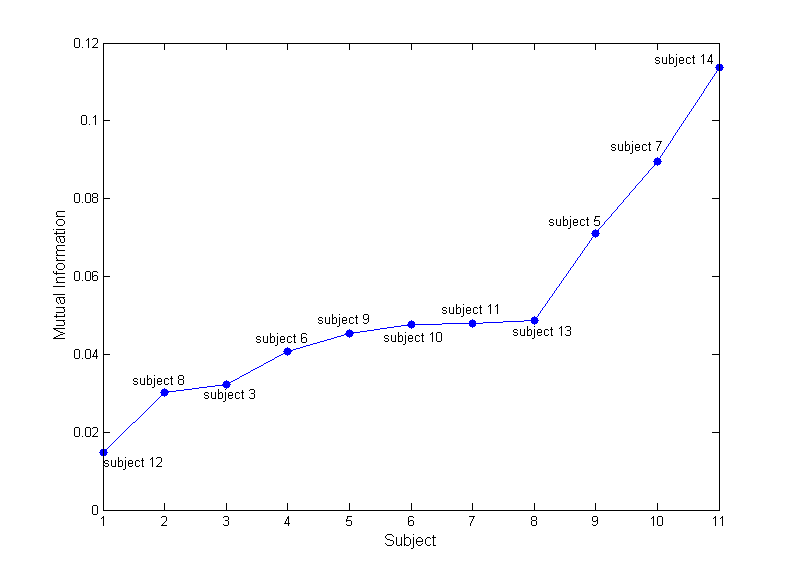 0.12
subject 14
0.1
subject 7
0.08
subject 5
Mutual Information
0.06
subject 11
subject 9
subject 13
subject 6
subject 10
0.04
subject 8
subject 3
0.02
subject 12
0
1 2 3 4 5 6 7 8 9 10 11
Subject